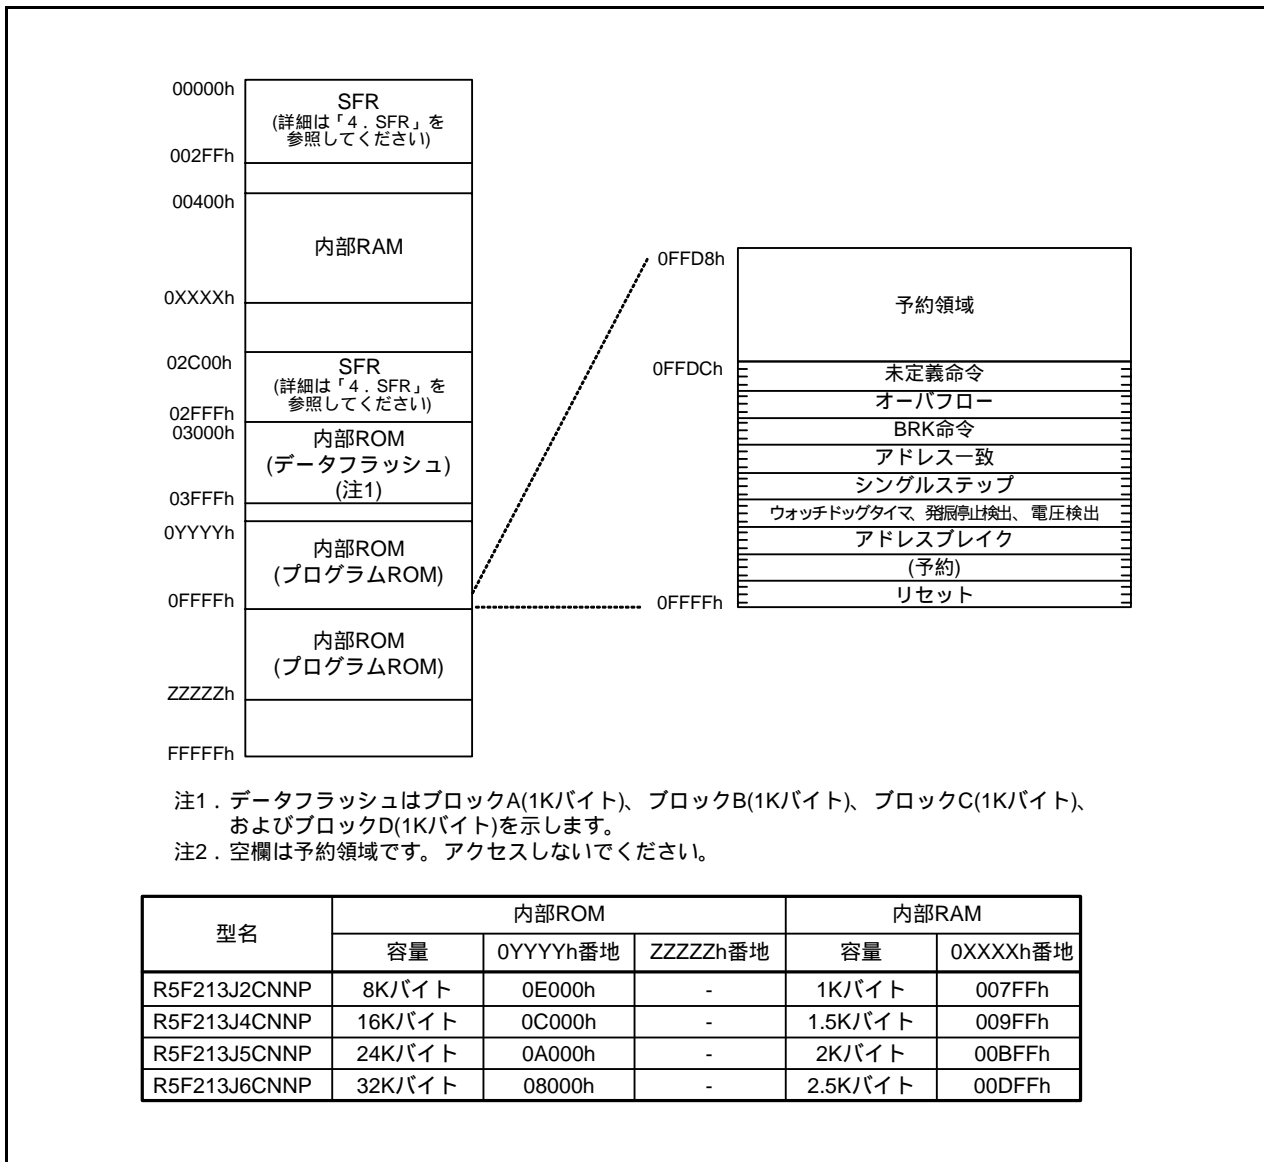 00000h
SFR
(詳細は「4．SFR」を
参照してください)
002FFh
00400h
内部RAM
0XXXXh
02C00h
SFR
(詳細は「4．SFR」を
参照してください)
02FFFh
03000h
内部ROM
(データフラッシュ)
(注1)
03FFFh
0YYYYh
内部ROM
(プログラムROM)
0FFFFh
内部ROM
(プログラムROM)
ZZZZZh
FFFFFh
0FFD8h
予約領域
0FFDCh
未定義命令
オーバフロー
BRK命令
アドレス一致
シングルステップ
ウォッチドッグタイマ、発振停止検出、電圧検出
アドレスブレイク
(予約)
リセット
0FFFFh
注1．データフラッシュはブロックA(1Kバイト)、ブロックB(1Kバイト)、ブロックC(1Kバイト)、
およびブロックD(1Kバイト)を示します。
注2．空欄は予約領域です。アクセスしないでください。
型名 内部ROM 内部RAM
容量 0YYYYh番地 ZZZZZh番地 容量 0XXXXh番地
R5F213J2CNNP 8Kバイト 0E000h - 1Kバイト 007FFh
R5F213J4CNNP 16Kバイト 0C000h - 1.5Kバイト 009FFh
R5F213J5CNNP 24Kバイト 0A000h - 2Kバイト 00BFFh
R5F213J6CNNP 32Kバイト 08000h - 2.5Kバイト 00DFFh